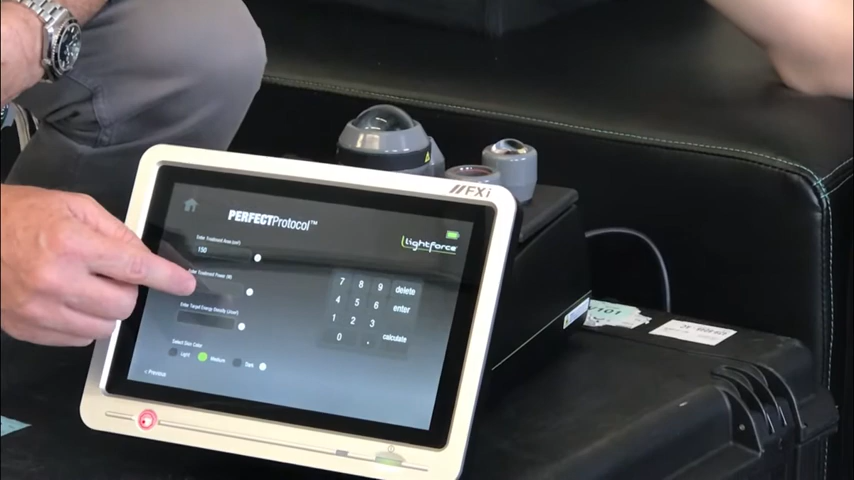 FXi
PERFECTProtocol™
lightforce®
Enter Treatment Area (cm²)
150
Enter Treatment Power (W)
Enter Target Energy Density (J/cm²)
7 8 9 delete
4 5 6 enter
1 2 3
0 . calculate
Select Skin Color
Light Medium Dark
< Previous